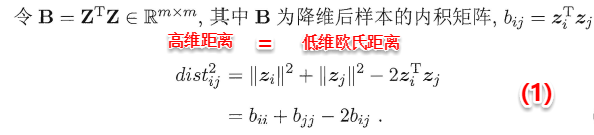 令 B = Z^T Z ∈ ℝ^{m×m}, 其中 B 为降维后样本的内积矩阵, b_{ij} = z_i^T z_j
高维距离 = 低维欧氏距离
dist_{ij}^2 = ‖z_i‖^2 + ‖z_j‖^2 − 2z_i^T z_j
= b_{ii} + b_{jj} − 2b_{ij} .
(1)